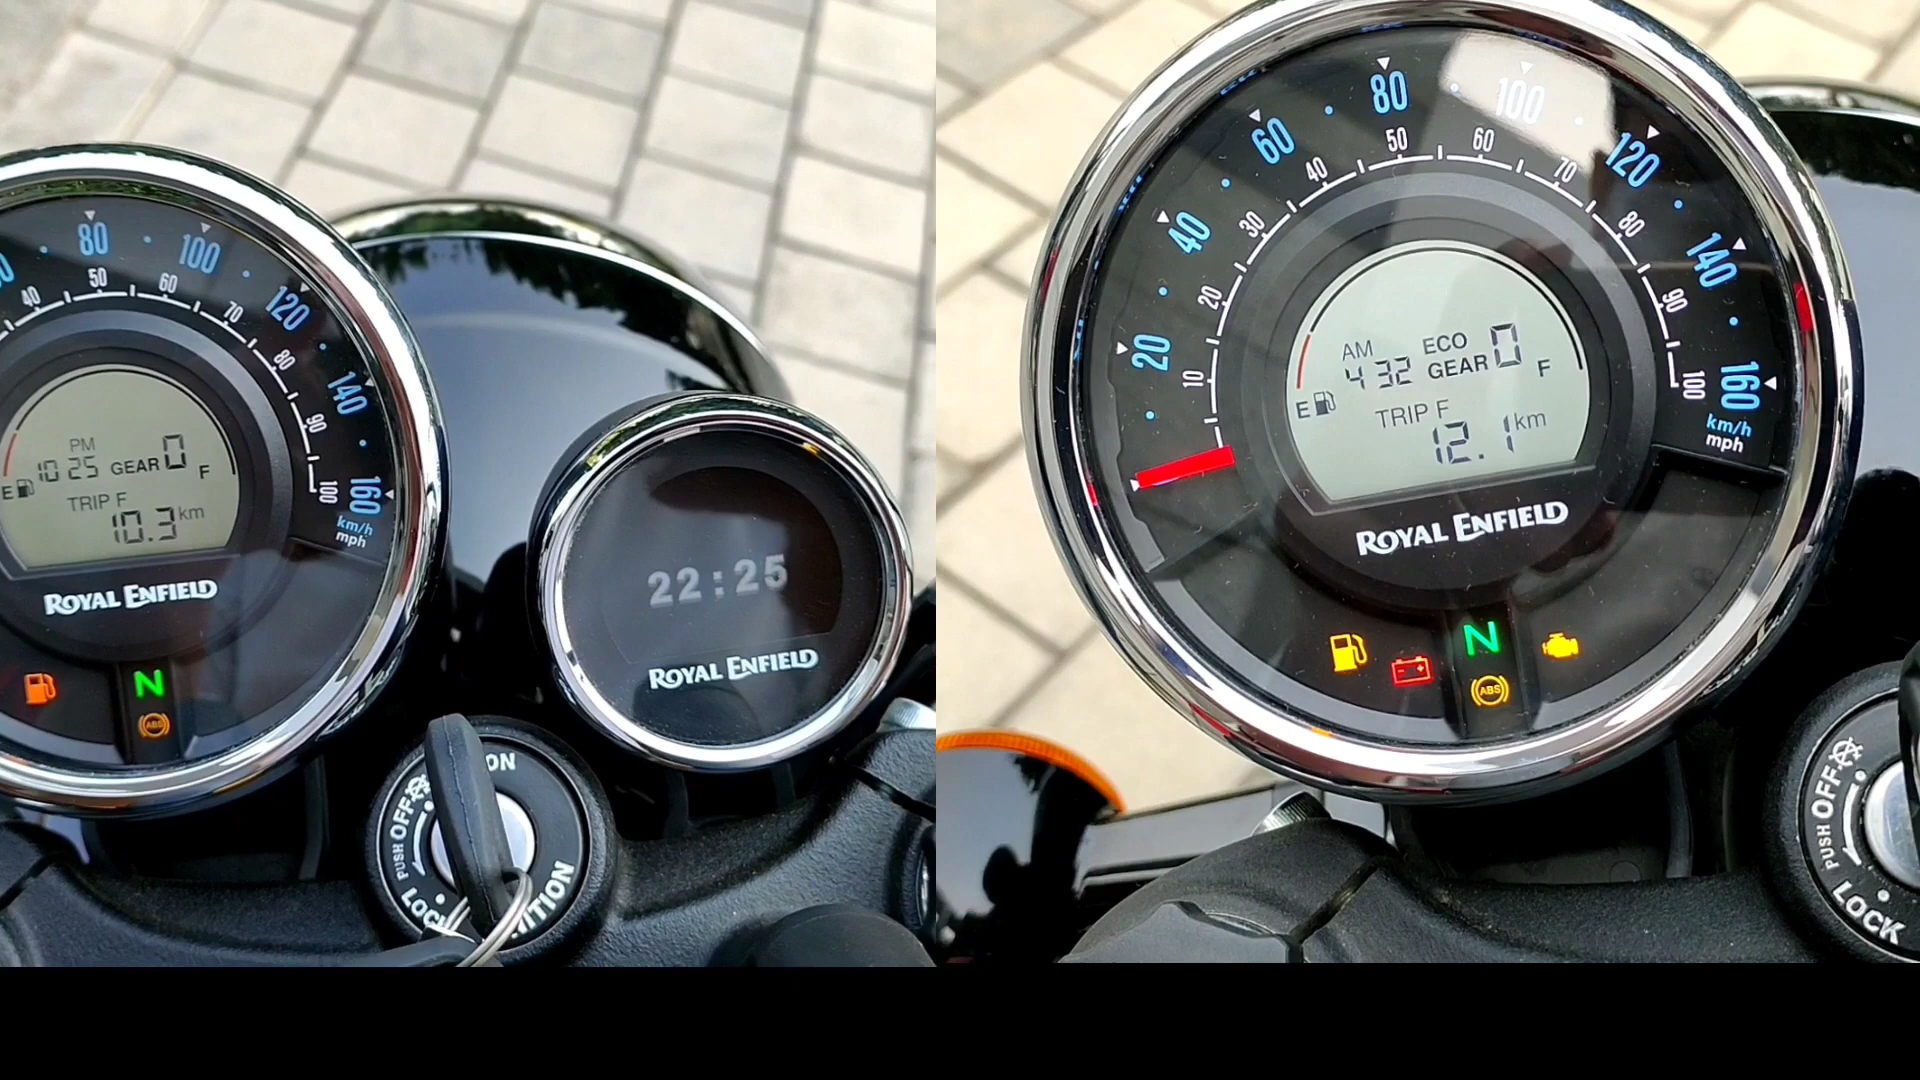 80
100
120
140
160
40
50
60
70
80
90
100
km/h
mph
PM
10 25 GEAR 0
E F
TRIP F
10.3 km
ROYAL ENFIELD
N
ABS
22:25
ROYAL ENFIELD
ON
OFF
PUSH
LOCK
20
40
60
80
100
120
140
160
10
20
30
40
50
60
70
80
90
100
km/h
mph
AM ECO
4 32 GEAR 0
E F
TRIP F
12.1 km
ROYAL ENFIELD
N
ABS
OFF
PUSH
LOCK